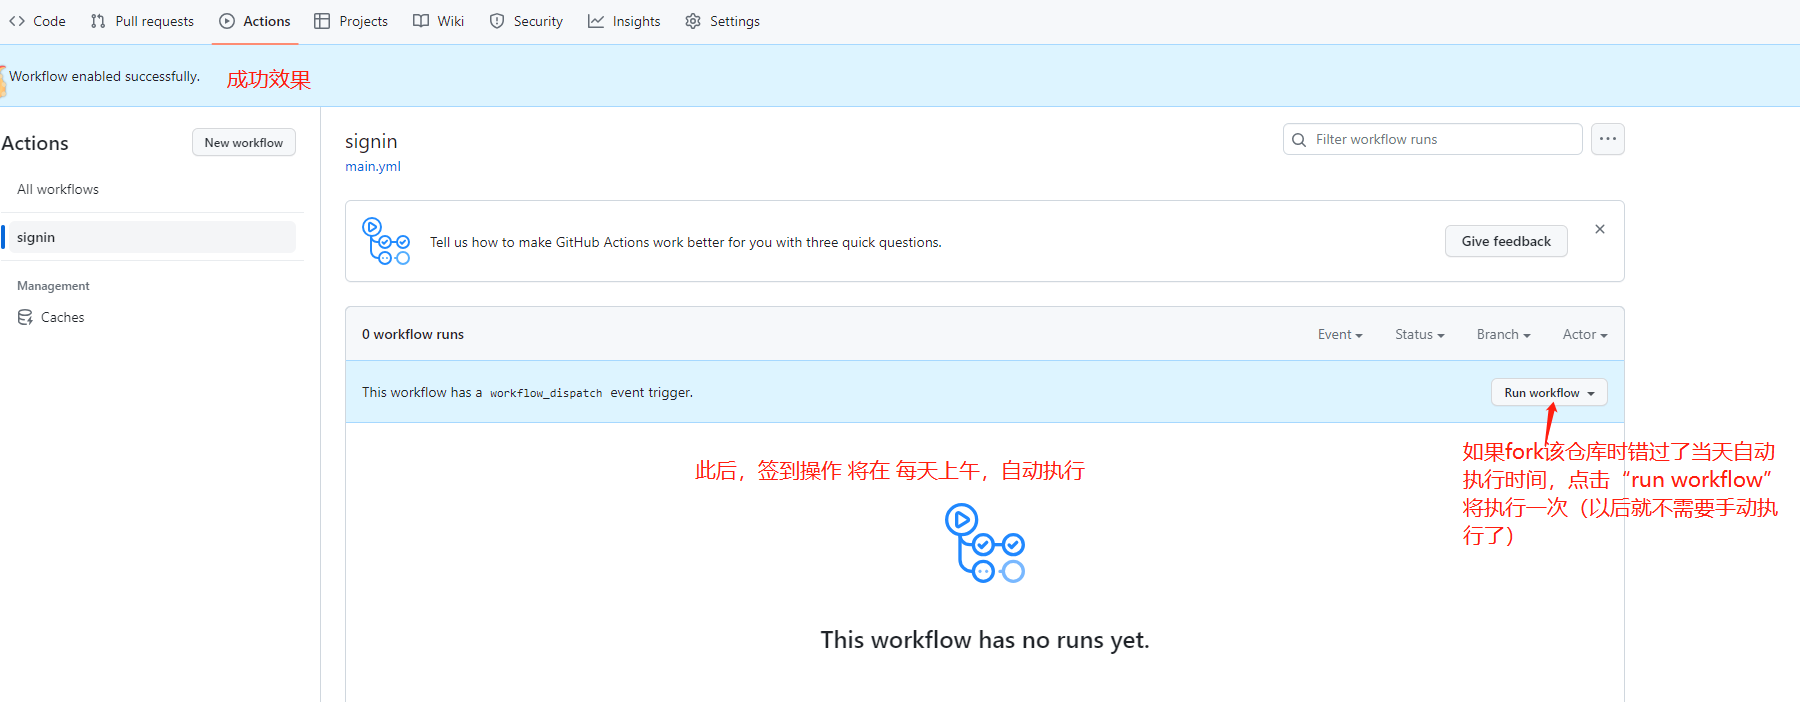 Code Pull requests Actions Projects Wiki Security Insights Settings
Workflow enabled successfully. 成功效果
Actions New workflow
All workflows
signin
Management
Caches
signin
main.yml
Filter workflow runs
Tell us how to make GitHub Actions work better for you with three quick questions. Give feedback
0 workflow runs Event Status Branch Actor
This workflow has a workflow_dispatch event trigger. Run workflow
此后，签到操作 将在 每天上午，自动执行
如果fork该仓库时错过了当天自动
执行时间，点击“run workflow”
将执行一次（以后就不需要手动执
行了）
This workflow has no runs yet.